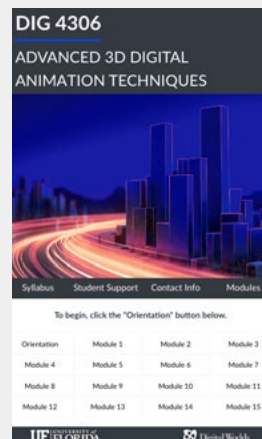 DIG 4306
ADVANCED 3D DIGITAL
ANIMATION TECHNIQUES
Syllabus Student Support Contact Info Modules
To begin, click the "Orientation" button below.
Orientation Module 1 Module 2 Module 3
Module 4 Module 5 Module 6 Module 7
Module 8 Module 9 Module 10 Module 11
Module 12 Module 13 Module 14 Module 15
UF UNIVERSITY of FLORIDA Digital Worlds